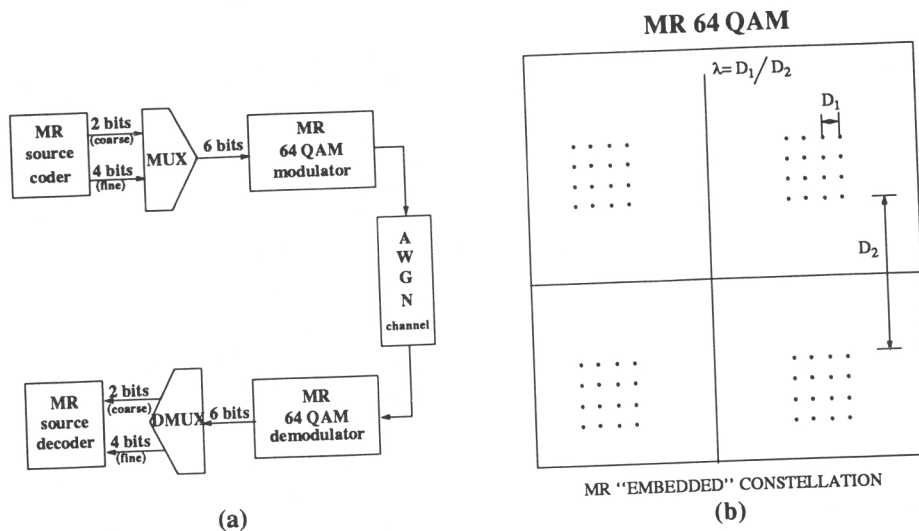 MR
source
coder
2 bits
(coarse)
4 bits
(fine)
MUX
6 bits
MR
64 QAM
modulator
A
W
G
N
channel
MR
64 QAM
demodulator
6 bits
DMUX
2 bits
(coarse)
4 bits
(fine)
MR
source
decoder
(a)
MR 64 QAM
λ=D₁/D₂
D₁
D₂
MR "EMBEDDED" CONSTELLATION
(b)